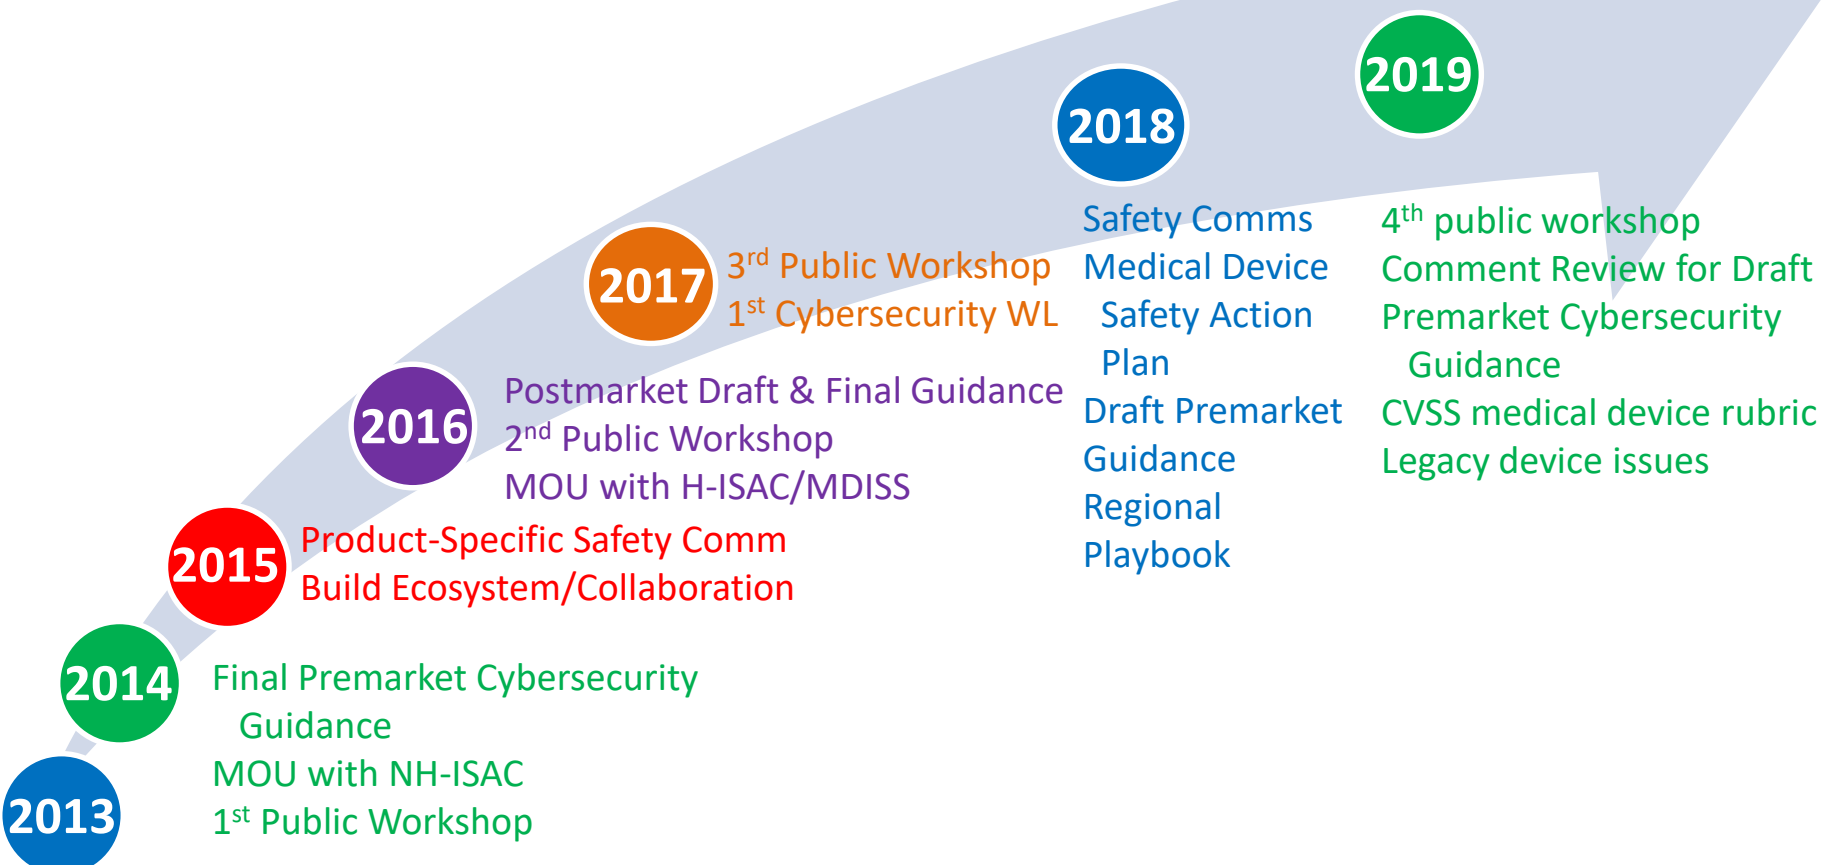 2013
2014
Final Premarket Cybersecurity
Guidance
MOU with NH-ISAC
1st Public Workshop
2015
Product-Specific Safety Comm
Build Ecosystem/Collaboration
2016
Postmarket Draft & Final Guidance
2nd Public Workshop
MOU with H-ISAC/MDISS
2017
3rd Public Workshop
1st Cybersecurity WL
2018
Safety Comms
Medical Device
Safety Action
Plan
Draft Premarket
Guidance
Regional
Playbook
2019
4th public workshop
Comment Review for Draft
Premarket Cybersecurity
Guidance
CVSS medical device rubric
Legacy device issues